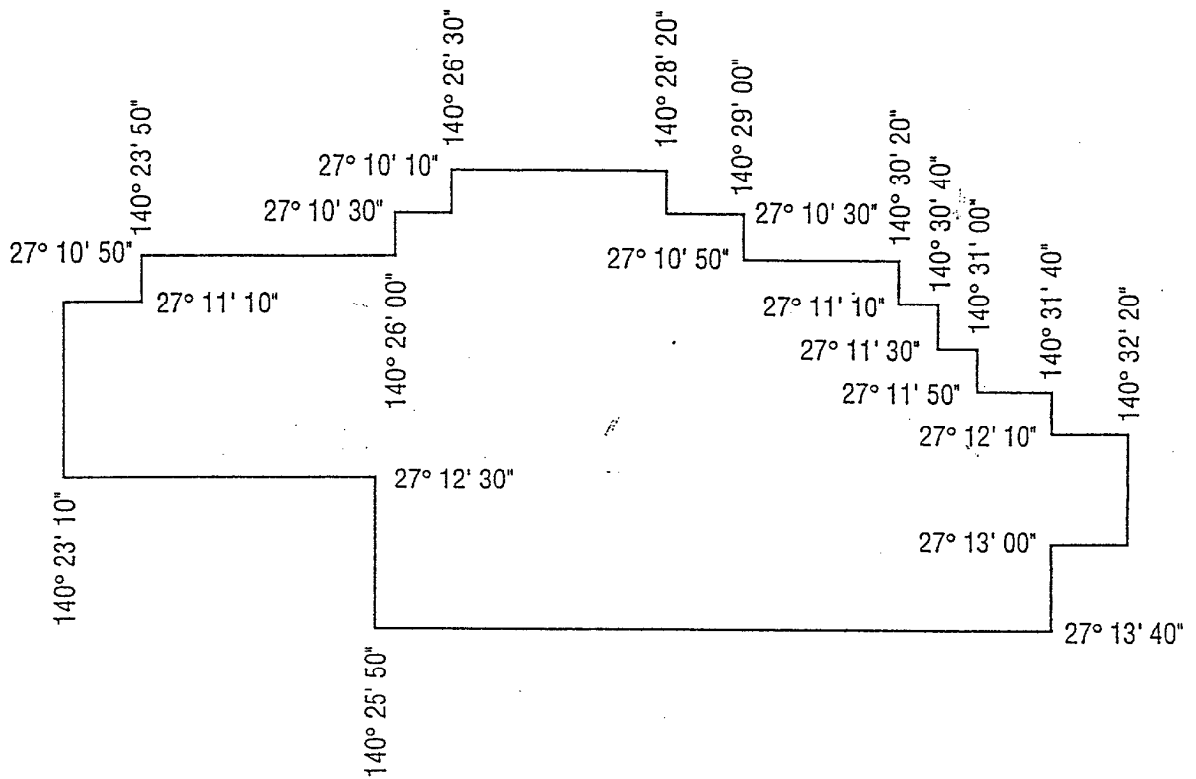 140° 26' 30"
140° 28' 20"
140° 23' 50"
140° 29' 00"
27° 10' 10"
140° 30' 20"
27° 10' 30"
27° 10' 30"
140° 30' 40"
27° 10' 50"
27° 10' 50"
140° 31' 00"
27° 11' 10"
27° 11' 10"
140° 26' 00"
140° 31' 40"
140° 32' 20"
27° 11' 30"
27° 11' 50"
27° 12' 10"
27° 12' 30"
140° 23' 10"
27° 13' 00"
27° 13' 40"
140° 25' 50"